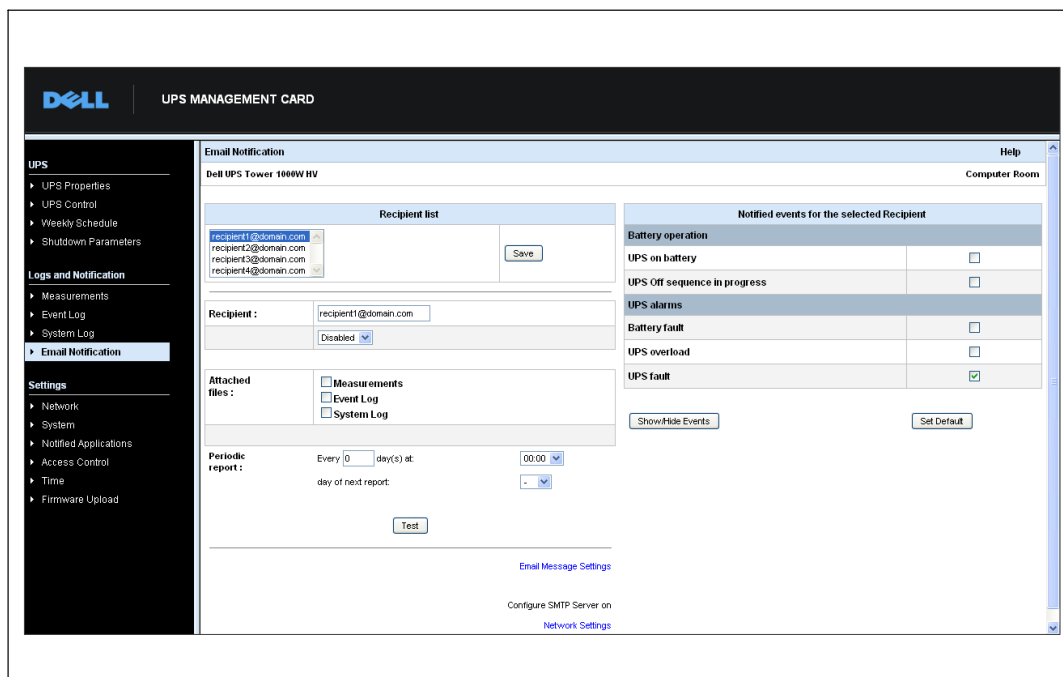 DELL
UPS MANAGEMENT CARD
UPS
UPS Properties
UPS Control
Weekly Schedule
Shutdown Parameters
Logs and Notification
Measurements
Event Log
System Log
Email Notification
Settings
Network
System
Notified Applications
Access Control
Time
Firmware Upload
Email Notification
Help
Dell UPS Tower 1000W HV
Computer Room
Recipient list
recipient1@domain.com
recipient2@domain.com
recipient3@domain.com
recipient4@domain.com
Save
Recipient :
recipient1@domain.com
Disabled
Attached files :
Measurements
Event Log
System Log
Periodic report :
Every 0 day(s) at: 00:00
day of next report: -
Test
Email Message Settings
Configure SMTP Server on
Network Settings
Notified events for the selected Recipient
Battery operation
UPS on battery
UPS Off sequence in progress
UPS alarms
Battery fault
UPS overload
UPS fault
Show/Hide Events
Set Default